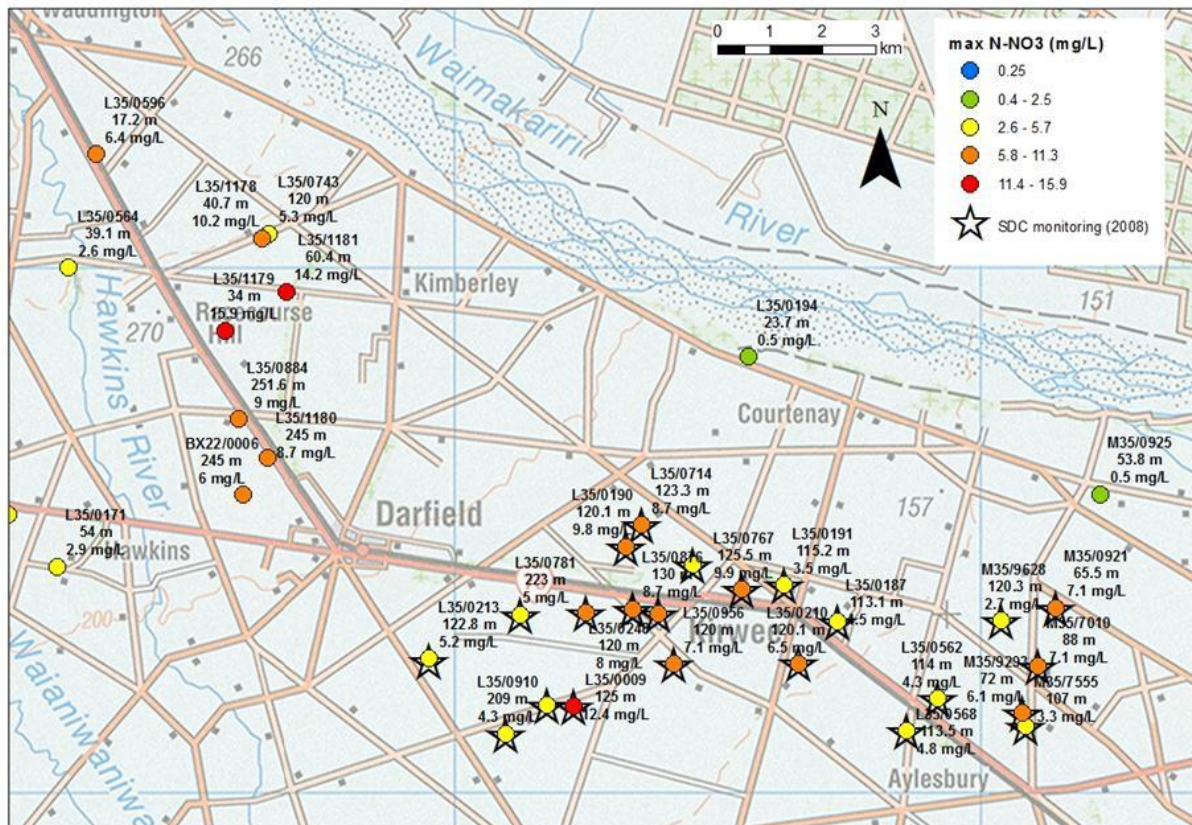 Waddington
266
Waimakariri
River
0 1 2 3
km
N
max N-NO3 (mg/L)
0.25
0.4 - 2.5
2.6 - 5.7
5.8 - 11.3
11.4 - 15.9
SDC monitoring (2008)
L35/0596
17.2 m
6.4 mg/L
L35/1178
40.7 m
10.2 mg/L
L35/0743
120 m
5.3 mg/L
L35/0564
39.1 m
2.6 mg/L
L35/1181
60.4 m
14.2 mg/L
L35/1179
34 m
15.9 mg/L
Racecourse
Hill
Kimberley
151
270
Hawkins
River
L35/0194
23.7 m
0.5 mg/L
L35/0884
251.6 m
9 mg/L
L35/1180
245 m
8.7 mg/L
BX22/0006
245 m
6 mg/L
Courtenay
M35/0925
53.8 m
0.5 mg/L
L35/0171
54 m
2.9 mg/L
Hawkins
Darfield
157
L35/0714
123.3 m
8.7 mg/L
L35/0190
120.1 m
9.8 mg/L
L35/0767
125.5 m
9.9 mg/L
L35/0191
115.2 m
3.5 mg/L
130 m
8.7 mg/L
L35/0781
223 m
5 mg/L
L35/0187
113.1 m
4.5 mg/L
M35/9628
120.3 m
M35/0921
65.5 m
7.1 mg/L
L35/0213
122.8 m
5.2 mg/L
120 m
8 mg/L
L35/0956
120 m
7.1 mg/L
L35/0210
120.1 m
6.5 mg/L
Kirwee
M35/7010
88 m
7.1 mg/L
L35/0562
114 m
4.3 mg/L
72 m
6.1 mg/L
M35/7555
107 m
3.3 mg/L
L35/0910
209 m
4.3 mg/L
L35/0009
125 m
12.4 mg/L
L35/0568
113.5 m
4.8 mg/L
Aylesbury
200
Waianiwaniwa